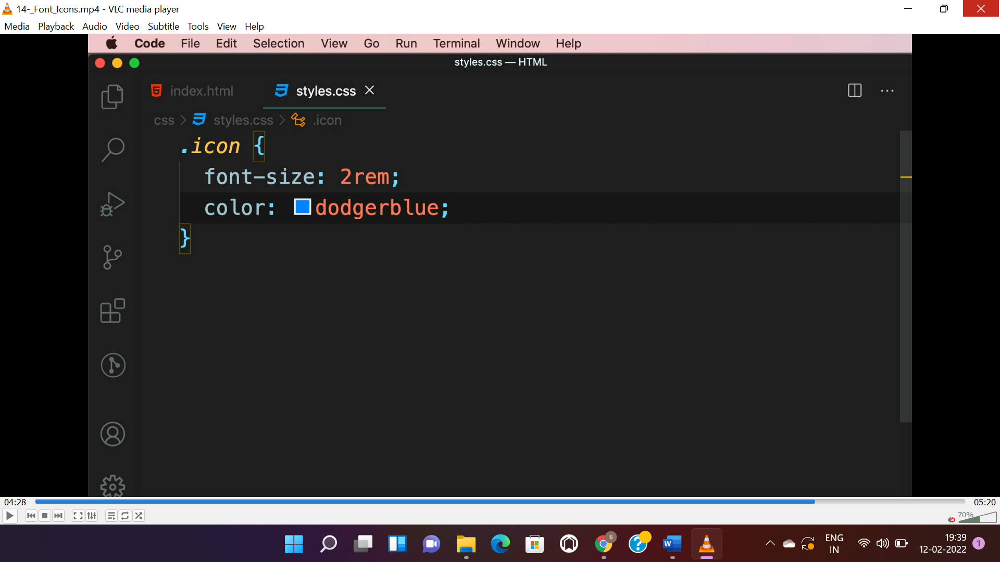 14-_Font_Icons.mp4 - VLC media player
Media Playback Audio Video Subtitle Tools View Help
Code File Edit Selection View Go Run Terminal Window Help
styles.css — HTML
index.html styles.css
css > styles.css > .icon
.icon {
font-size: 2rem;
color: dodgerblue;
}
04:28 05:20
70%
ENG
IN
19:39
12-02-2022
1